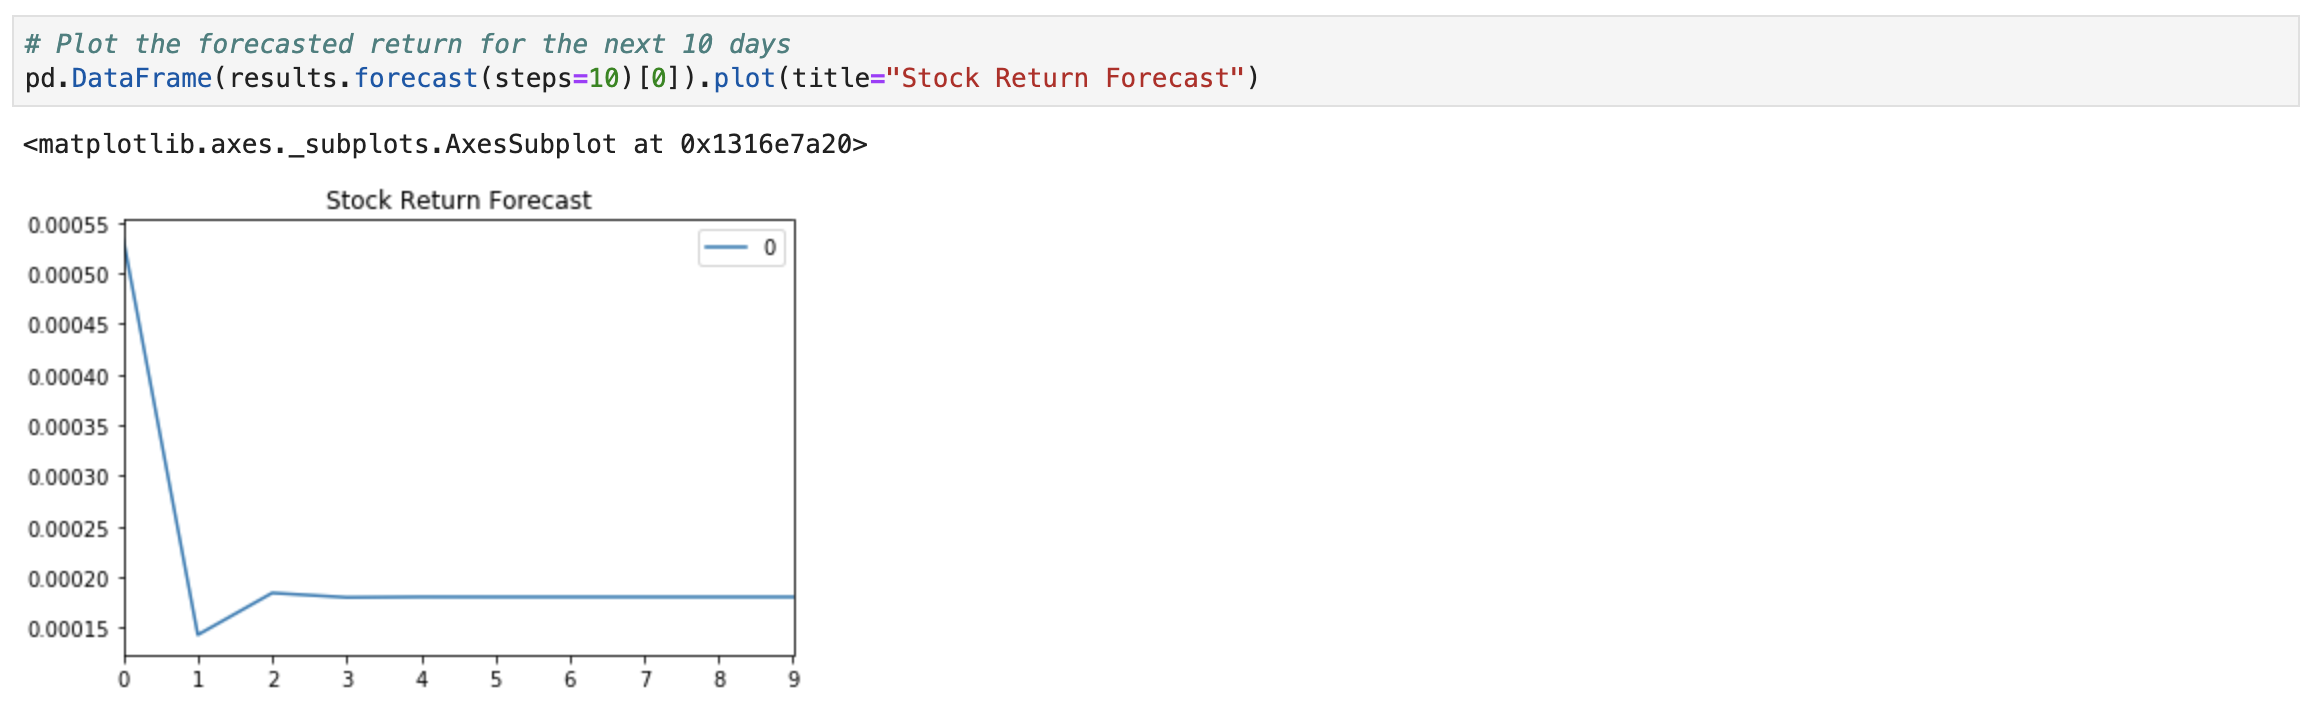 # Plot the forecasted return for the next 10 days
pd.DataFrame(results.forecast(steps=10)[0]).plot(title="Stock Return Forecast")
<matplotlib.axes._subplots.AxesSubplot at 0x1316e7a20>
Stock Return Forecast
0.00055
0
0.00050
0.00045
0.00040
0.00035
0.00030
0.00025
0.00020
0.00015
0 1 2 3 4 5 6 7 8 9